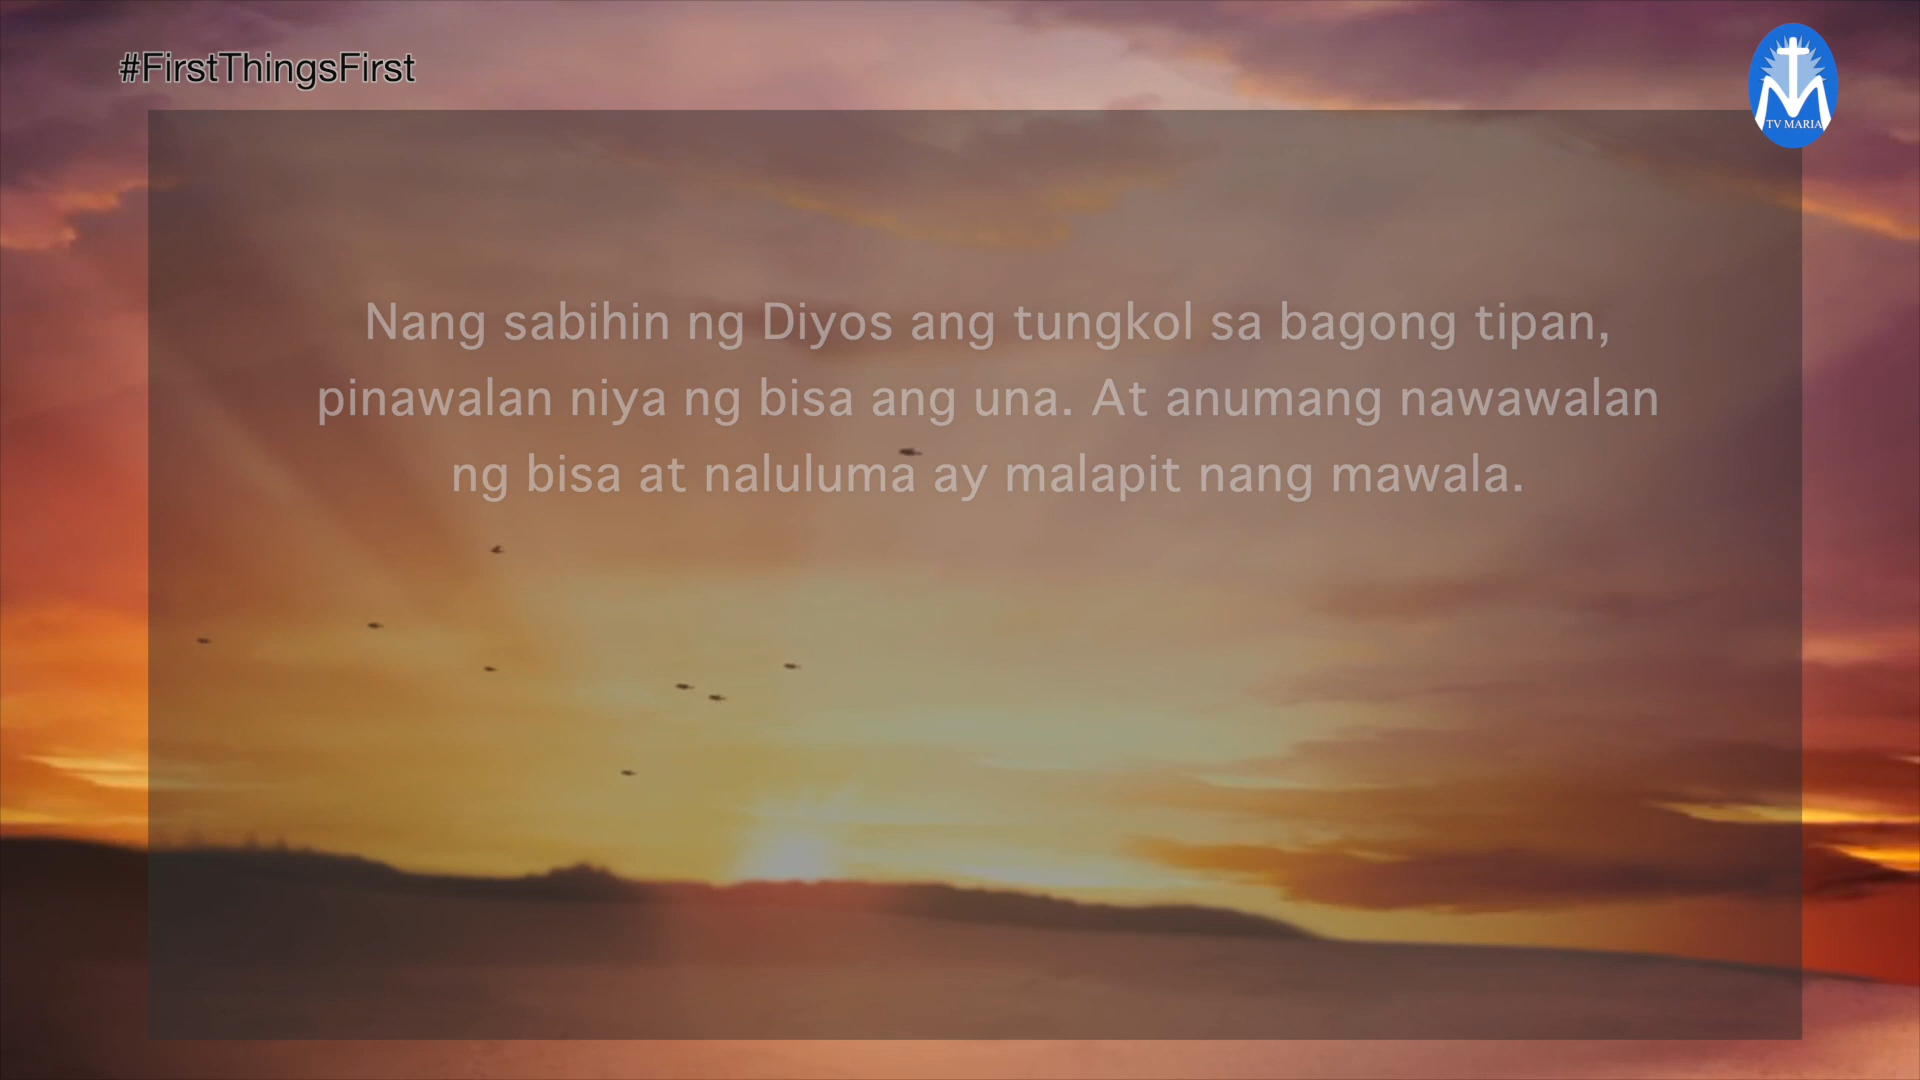 #FirstThingsFirst
TV MARIA
Nang sabihin ng Diyos ang tungkol sa bagong tipan,
pinawalan niya ng bisa ang una. At anumang nawawalan
ng bisa at naluluma ay malapit nang mawala.